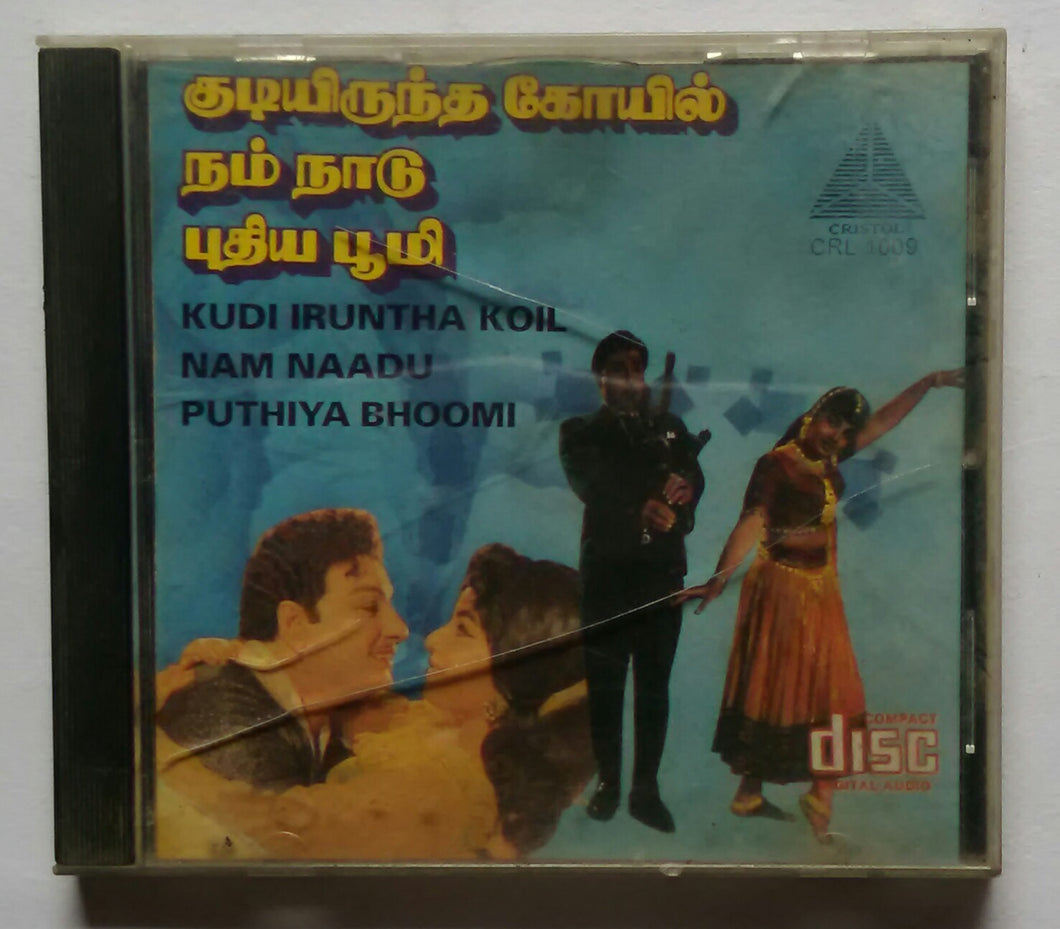 குடியிருந்த கோயில்
நம் நாடு
புதிய பூமி
CRISTOL
CRL 1009
KUDI IRUNTHA KOIL
NAM NAADU
PUTHIYA BHOOMI
COMPACT
disc
DIGITAL AUDIO